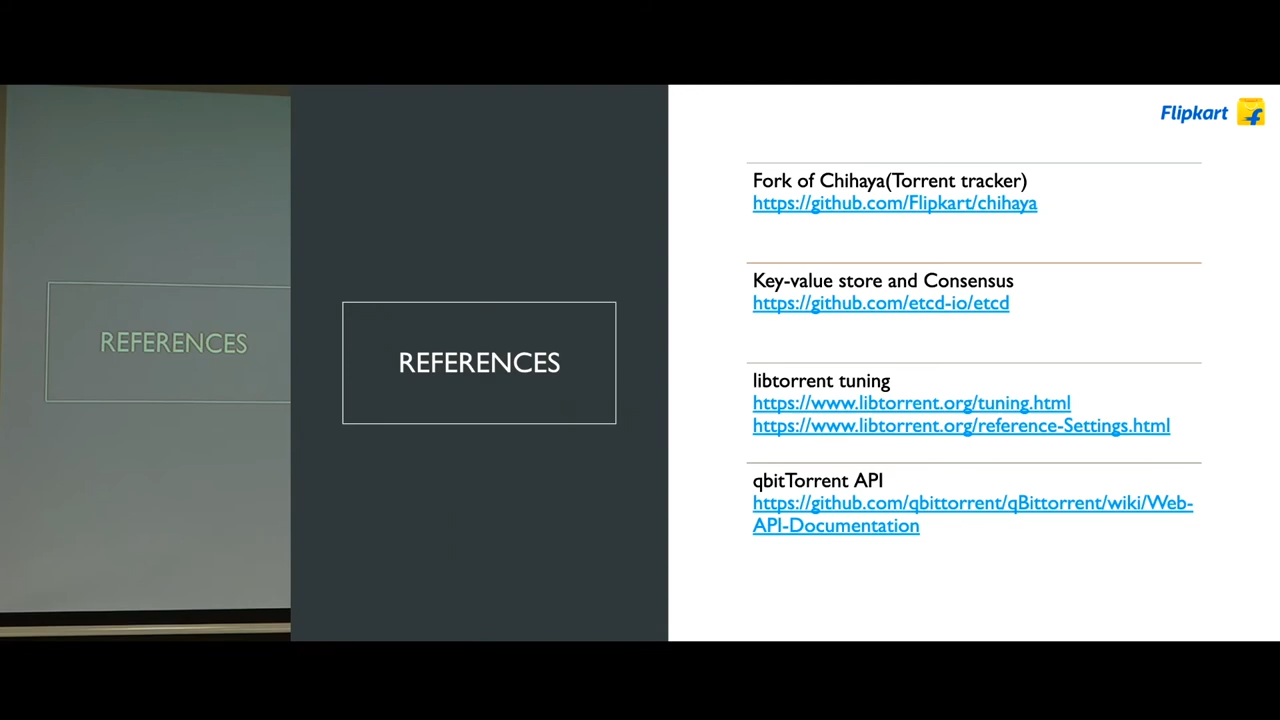 REFERENCES
REFERENCES
Flipkart
Fork of Chihaya(Torrent tracker)
https://github.com/Flipkart/chihaya
Key-value store and Consensus
https://github.com/etcd-io/etcd
libtorrent tuning
https://www.libtorrent.org/tuning.html
https://www.libtorrent.org/reference-Settings.html
qbitTorrent API
https://github.com/qbittorrent/qBittorrent/wiki/Web-
API-Documentation